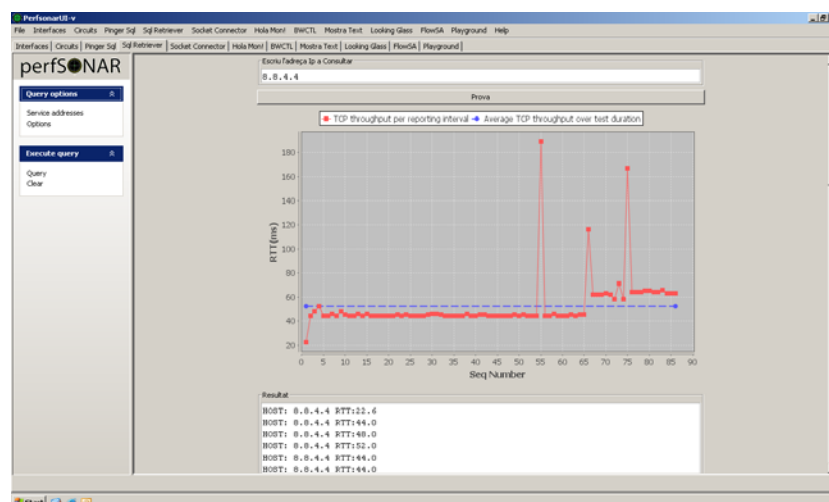 PerfsonarUI-v
File Interfaces Circuits Pinger Sql Sql Retriever Socket Connector Hola Mon! BWCTL Mostra Text Looking Glass FlowSA Playground Help
Interfaces Circuits Pinger Sql Sql Retriever Socket Connector Hola Mon! BWCTL Mostra Text Looking Glass FlowSA Playground
perfSONAR
Query options
Service addresses
Options
Execute query
Query
Clear
Escriu l'adreça Ip a Consultar
8.8.4.4
Prova
TCP throughput per reporting interval Average TCP throughput over test duration
RTT(ms)
180
160
140
120
100
80
60
40
20
0 5 10 15 20 25 30 35 40 45 50 55 60 65 70 75 80 85 90
Seq Number
Resultat
HOST: 8.8.4.4 RTT:22.6
HOST: 8.8.4.4 RTT:44.0
HOST: 8.8.4.4 RTT:48.0
HOST: 8.8.4.4 RTT:52.0
HOST: 8.8.4.4 RTT:44.0
HOST: 8.8.4.4 RTT:44.0
Start